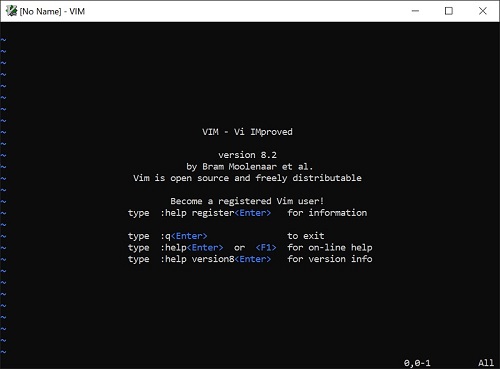 [No Name] - VIM
~
~
~
~
~
~
~
~
VIM - Vi IMproved
~
~
version 8.2
~
by Bram Moolenaar et al.
~
Vim is open source and freely distributable
~
~
Become a registered Vim user!
~
type :help register<Enter> for information
~
~
type :q<Enter> to exit
~
type :help<Enter> or <F1> for on-line help
~
type :help version8<Enter> for version info
~
~
~
~
~
~
~
~
0,0-1 All